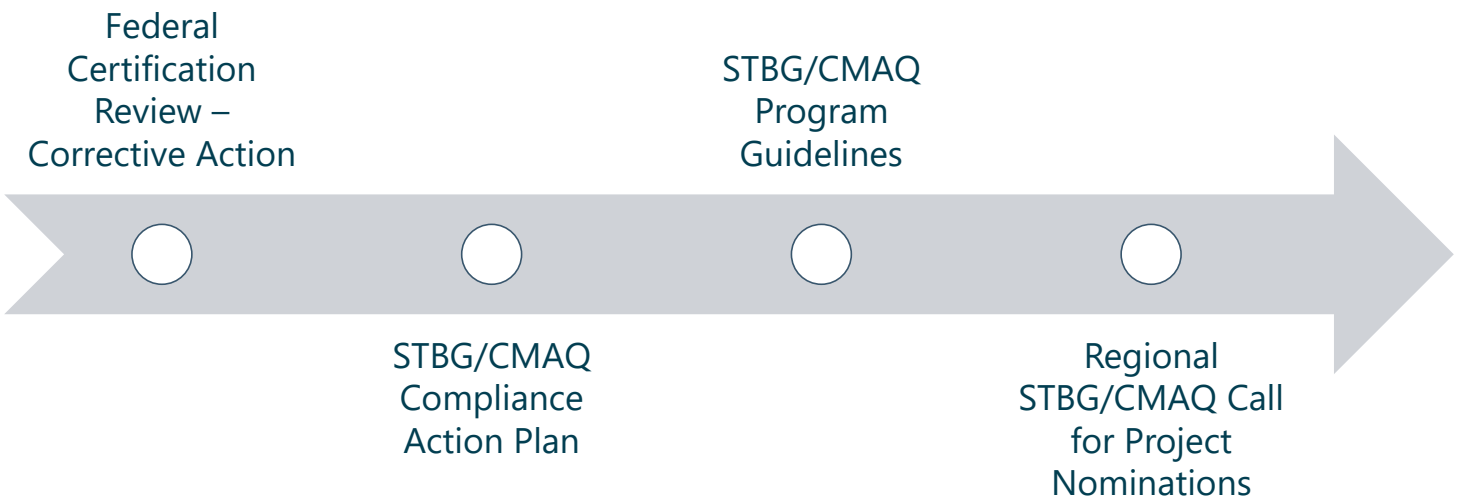 Federal
Certification
Review –
Corrective Action
STBG/CMAQ
Compliance
Action Plan
STBG/CMAQ
Program
Guidelines
Regional
STBG/CMAQ Call
for Project
Nominations